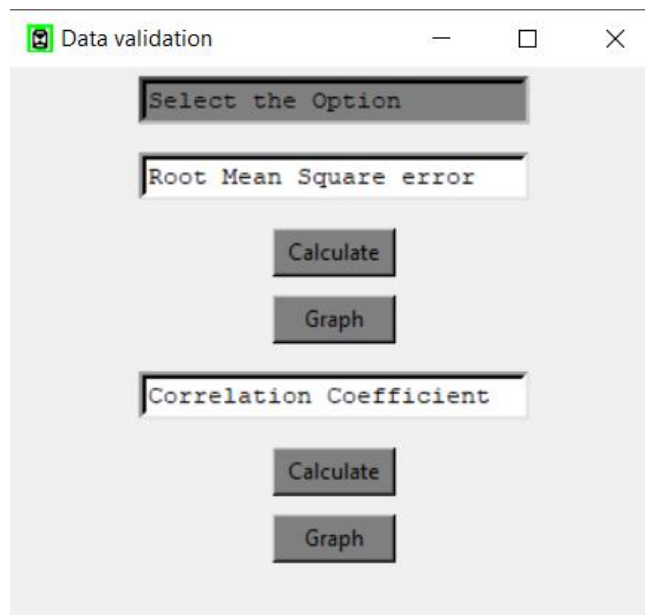 Data validation
Select the Option
Root Mean Square error
Calculate
Graph
Correlation Coefficient
Calculate
Graph